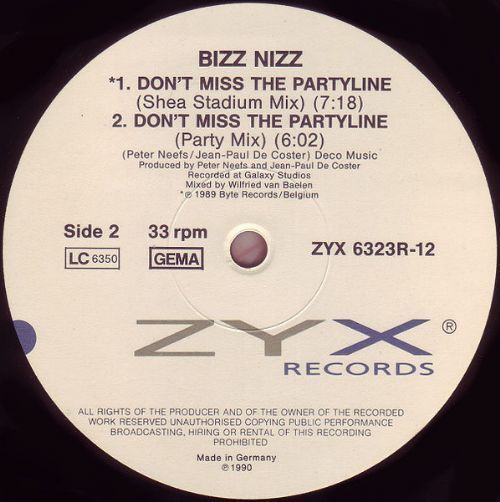 BIZZ NIZZ
*1. DON'T MISS THE PARTYLINE
(Shea Stadium Mix) (7:18)
2. DON'T MISS THE PARTYLINE
(Party Mix) (6:02)
(Peter Neefs/Jean-Paul De Coster) Deco Music
Produced by Peter Neefs and Jean-Paul De Coster
Recorded at Galaxy Studios
Mixed by Wilfried van Baelen
*℗ 1989 Byte Records/Belgium
Side 2 33 rpm
LC 6350 GEMA ZYX 6323R-12
ZYX ®
RECORDS
ALL RIGHTS OF THE PRODUCER AND OF THE OWNER OF THE RECORDED
WORK RESERVED UNAUTHORISED COPYING PUBLIC PERFORMANCE
BROADCASTING, HIRING OR RENTAL OF THIS RECORDING
PROHIBITED
Made in Germany
℗ 1990